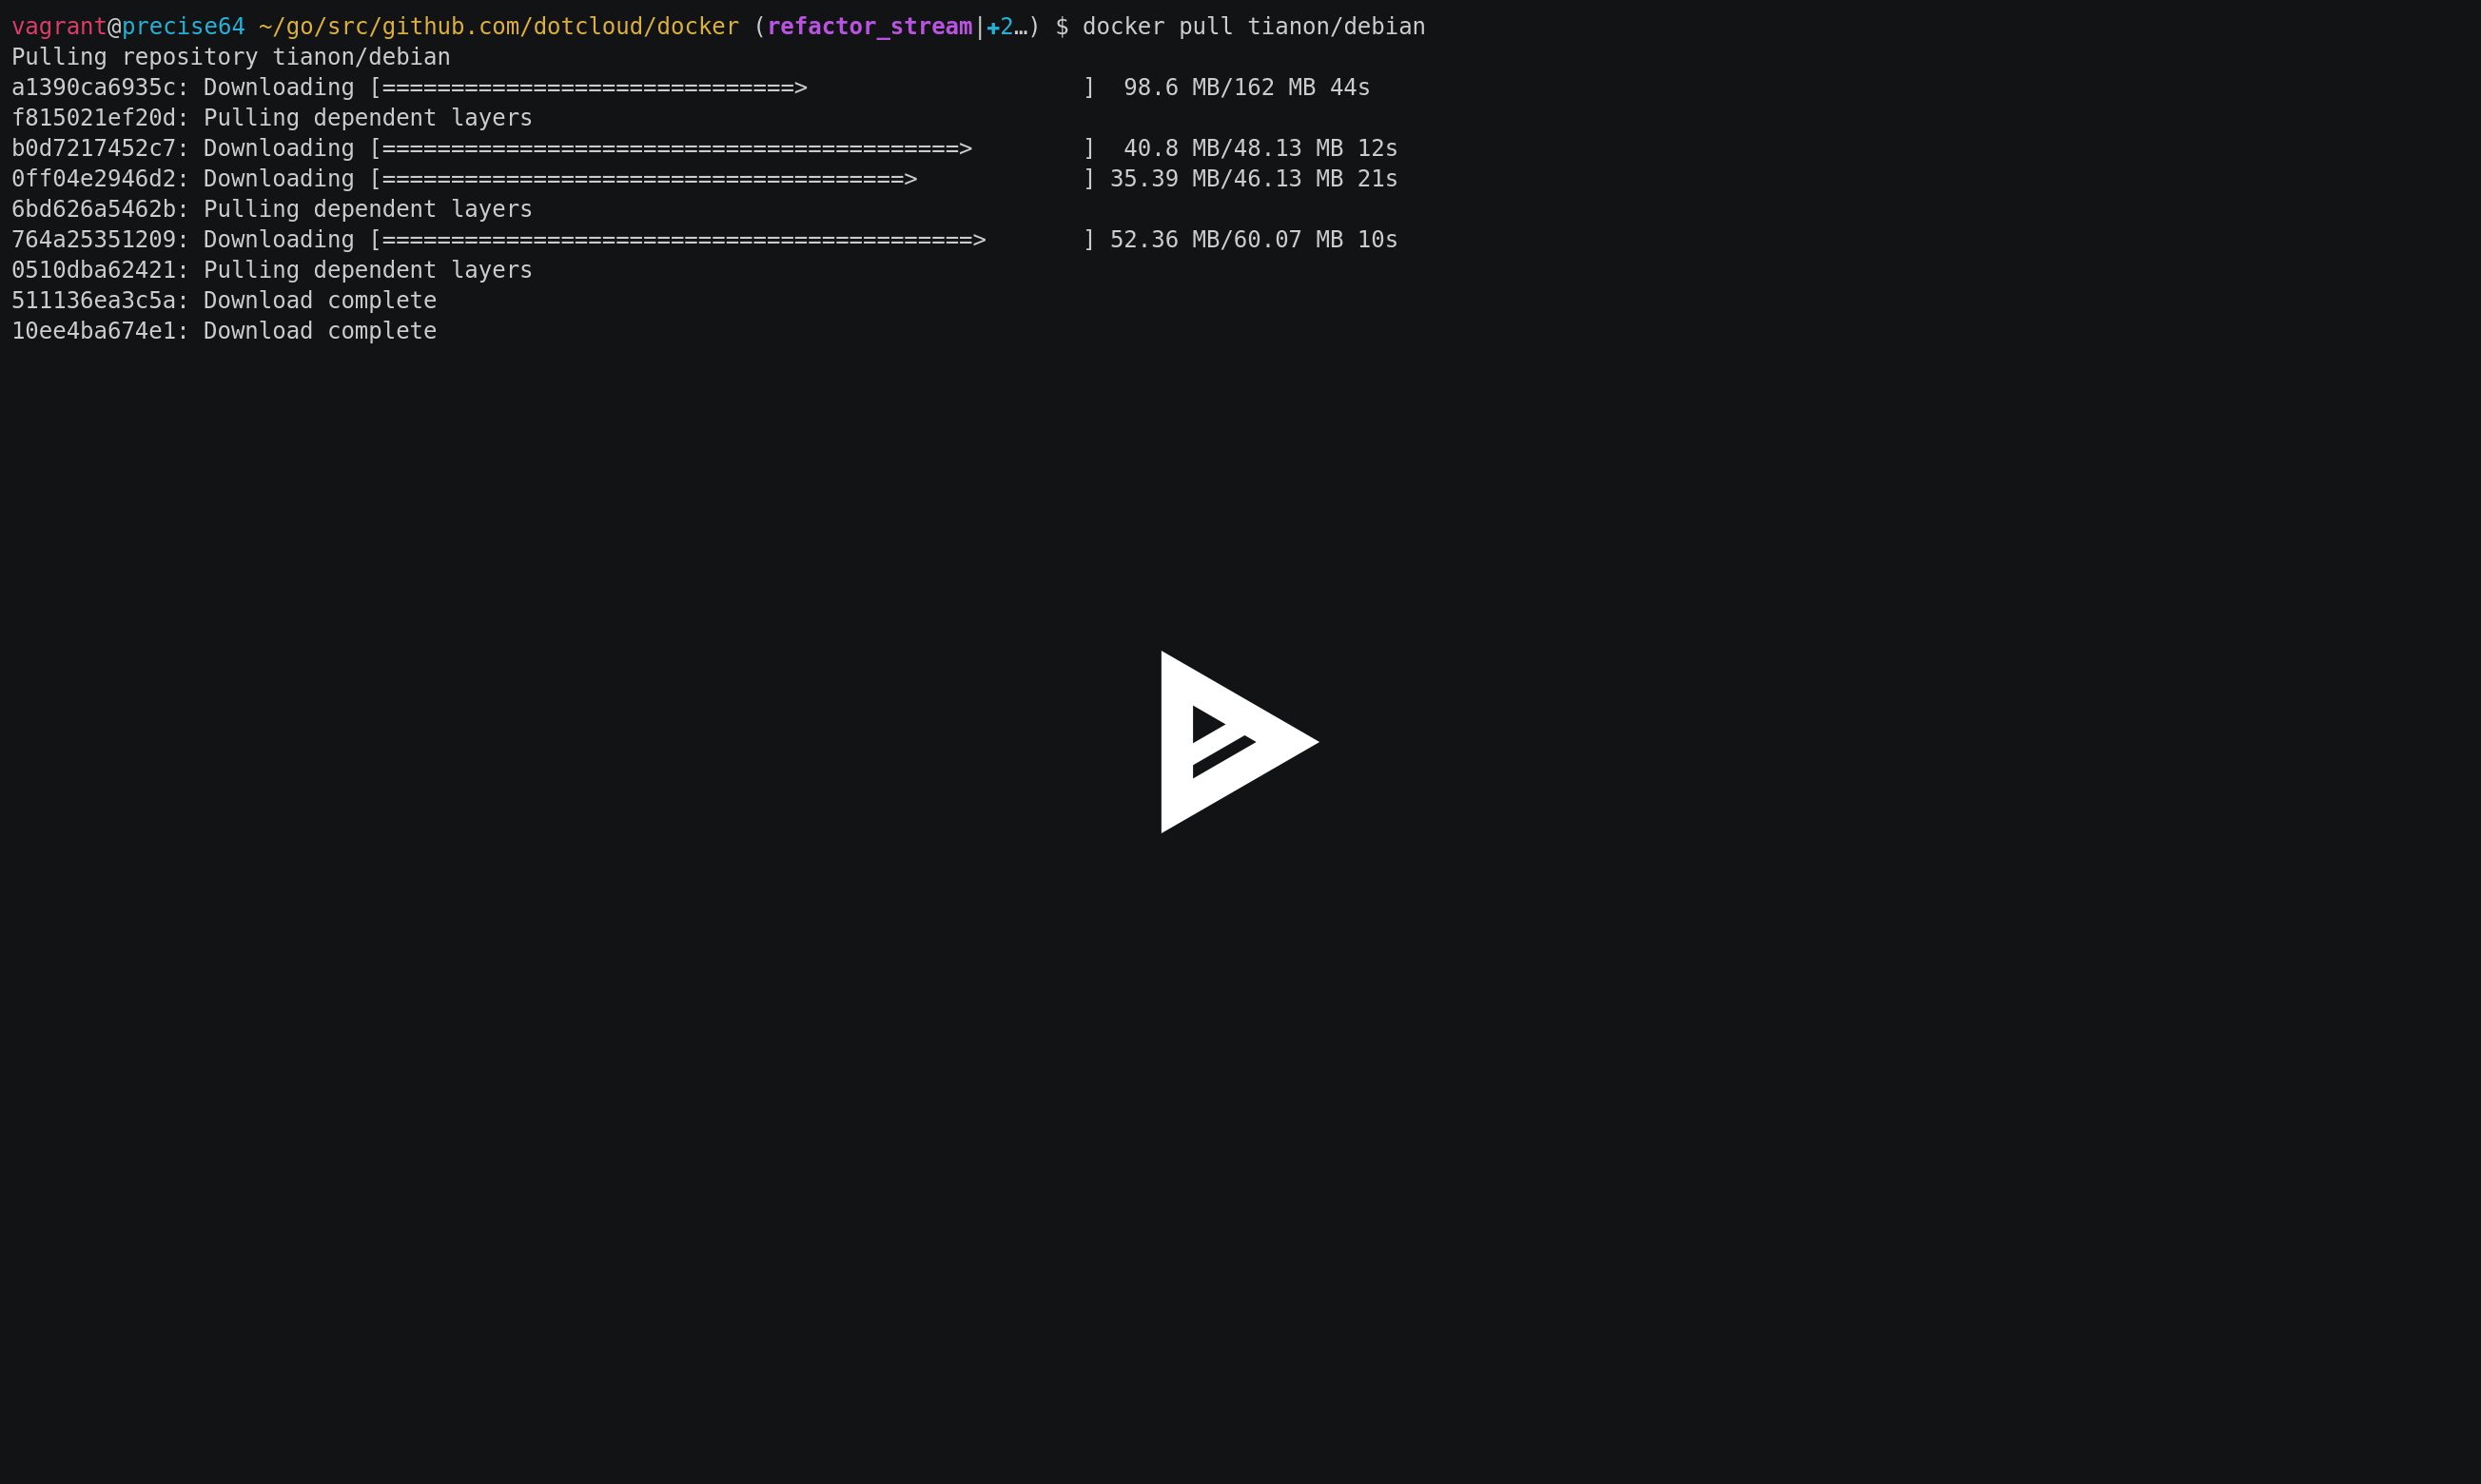 vagrant@precise64 ~/go/src/github.com/dotcloud/docker (refactor_stream|✚2…) $ docker pull tianon/debian
Pulling repository tianon/debian
a1390ca6935c: Downloading [==============================>                    ]  98.6 MB/162 MB 44s
f815021ef20d: Pulling dependent layers
b0d7217452c7: Downloading [==========================================>        ]  40.8 MB/48.13 MB 12s
0ff04e2946d2: Downloading [======================================>            ] 35.39 MB/46.13 MB 21s
6bd626a5462b: Pulling dependent layers
764a25351209: Downloading [===========================================>       ] 52.36 MB/60.07 MB 10s
0510dba62421: Pulling dependent layers
511136ea3c5a: Download complete
10ee4ba674e1: Download complete